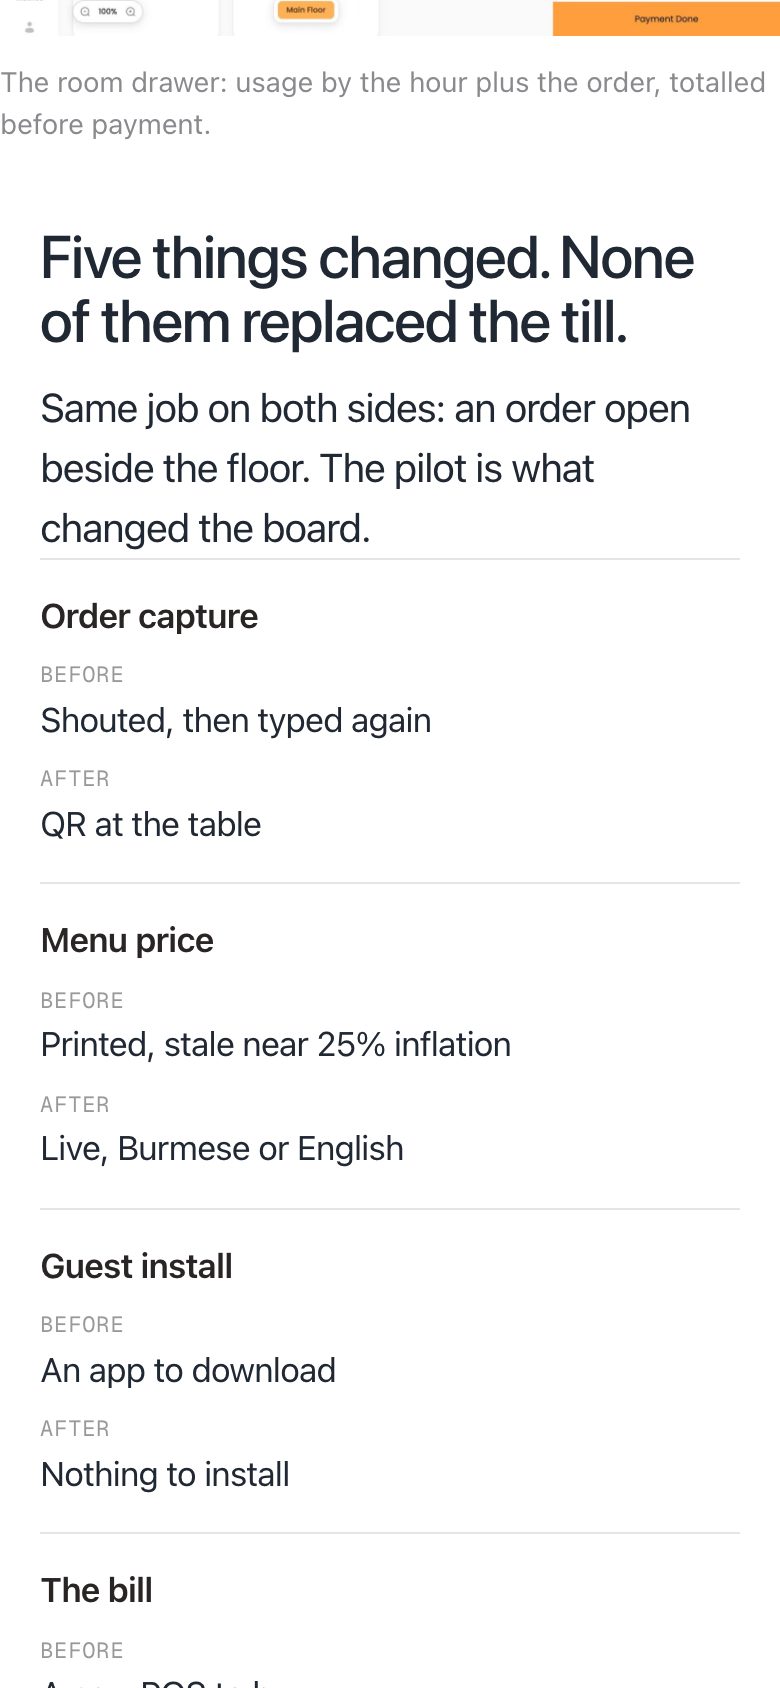 100%
Main Floor
Payment Done
The room drawer: usage by the hour plus the order, totalled
before payment.
Five things changed. None
of them replaced the till.
Same job on both sides: an order open
beside the floor. The pilot is what
changed the board.
Order capture
BEFORE
Shouted, then typed again
AFTER
QR at the table
Menu price
BEFORE
Printed, stale near 25% inflation
AFTER
Live, Burmese or English
Guest install
BEFORE
An app to download
AFTER
Nothing to install
The bill
BEFORE